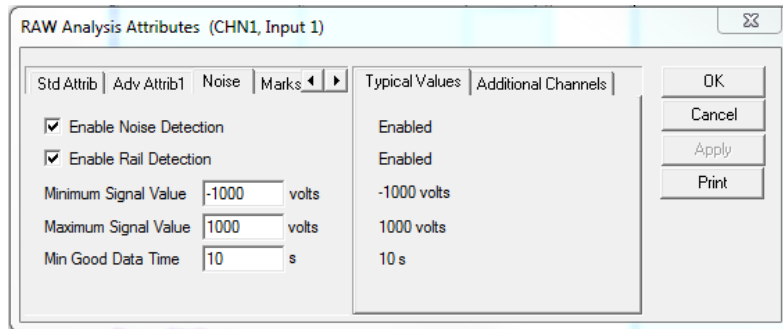 RAW Analysis Attributes (CHN1, Input 1)
Std Attrib Adv Attrib1 Noise Marks Typical Values Additional Channels OK
Enable Noise Detection Enabled Cancel
Enable Rail Detection Enabled Apply
Minimum Signal Value -1000 volts -1000 volts Print
Maximum Signal Value 1000 volts 1000 volts
Min Good Data Time 10 s 10 s